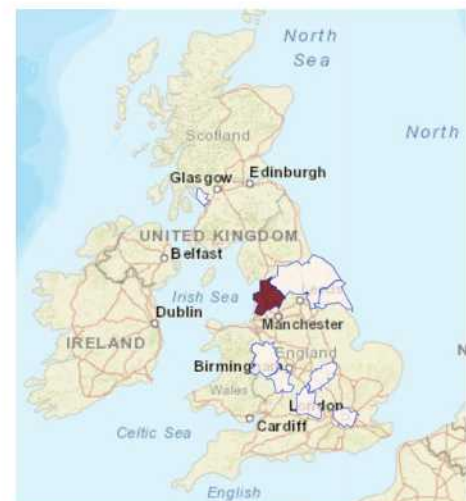 North
Sea
Scotland
North
Glasgow
Edinburgh
UNITED KINGDOM
Belfast
Irish Sea
Dublin
Manchester
IRELAND
England
Birming
Wales
London
Cardiff
Celtic Sea
English